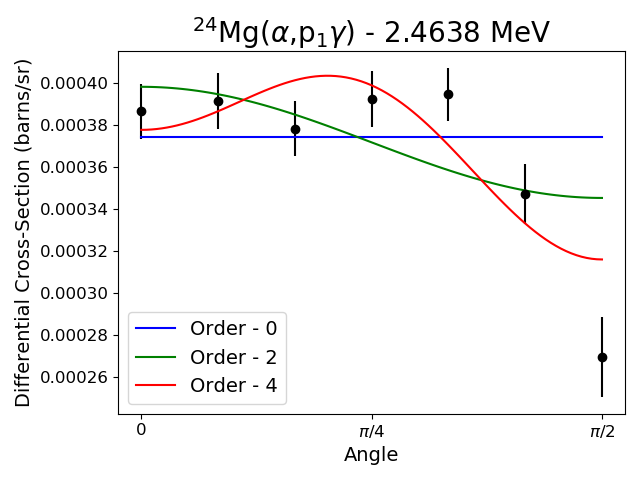 ²⁴Mg(α,p₁γ) - 2.4638 MeV
Differential Cross-Section (barns/sr)
0.00040
0.00038
0.00036
0.00034
0.00032
0.00030
0.00028
0.00026
Order - 0
Order - 2
Order - 4
0
π/4
π/2
Angle